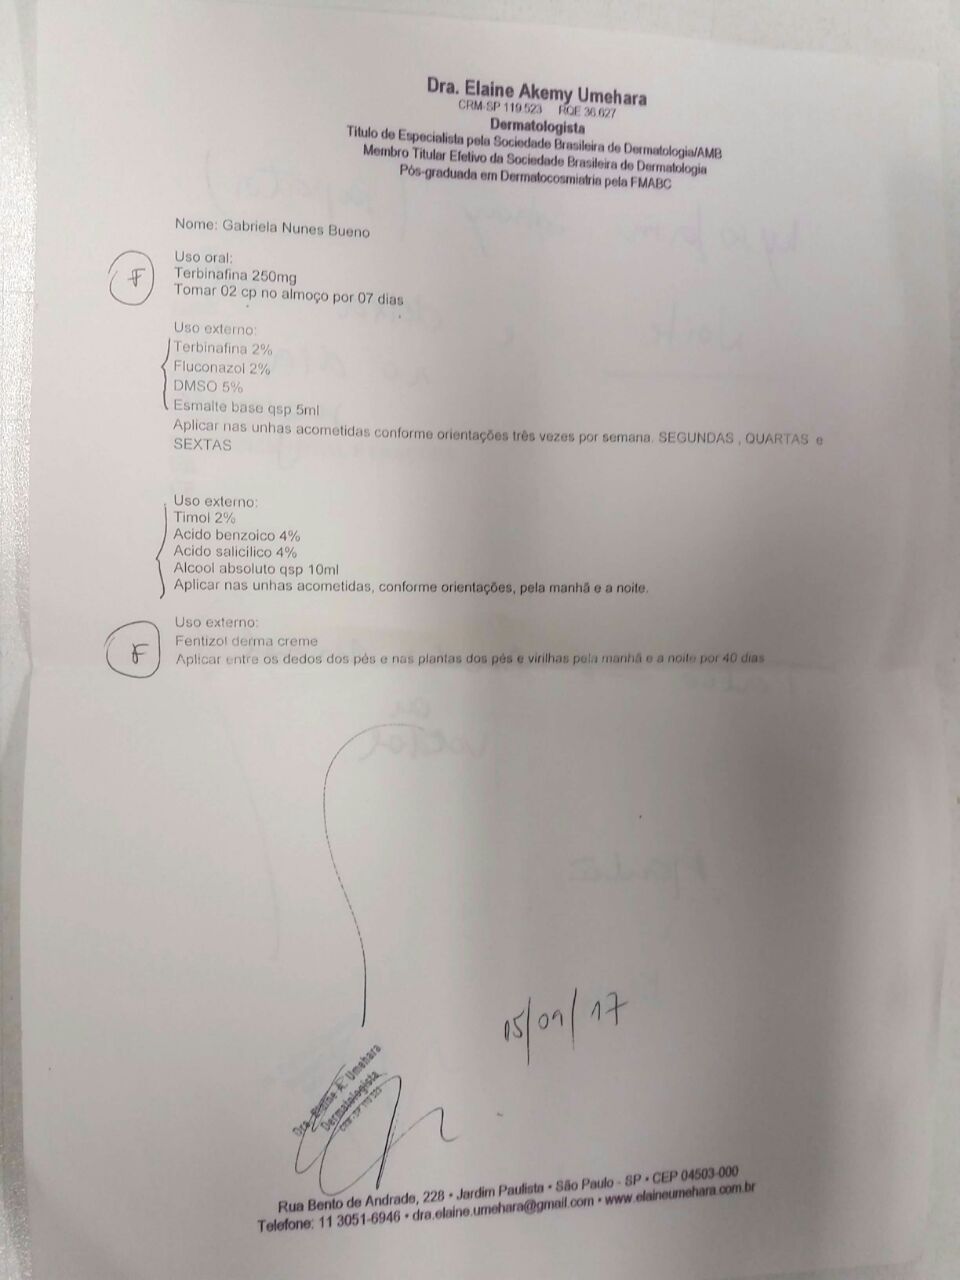 Dra. Elaine Akemy Umehara
CRM-SP 119.523 RQE 36.627
Dermatologista
Titulo de Especialista pela Sociedade Brasileira de Dermatologia/AMB
Membro Titular Efetivo da Sociedade Brasileira de Dermatologia
Pós-graduada em Dermatocosmiatria pela FMABC
Nome: Gabriela Nunes Bueno
Uso oral:
F
Terbinafina 250mg
Tomar 02 cp no almoço por 07 dias
Uso externo:
Terbinafina 2%
Fluconazol 2%
DMSO 5%
Esmalte base qsp 5ml
Aplicar nas unhas acometidas conforme orientações três vezes por semana. SEGUNDAS , QUARTAS e
SEXTAS
Uso externo:
Timol 2%
Acido benzoico 4%
Acido salicilico 4%
Alcool absoluto qsp 10ml
Aplicar nas unhas acometidas, conforme orientações, pela manhã e a noite.
Uso externo:
F
Fentizol derma creme
Aplicar entre os dedos dos pés e nas plantas dos pés e virilhas pela manhã e a noite por 40 dias
05/09/17
Dra. Elaine A. Umehara
Dermatologista
Rua Bento de Andrade, 228 • Jardim Paulista • São Paulo - SP • CEP 04503-000
Telefone: 11 3051-6946 • dra.elaine.umehara@gmail.com • www.elaineumehara.com.br